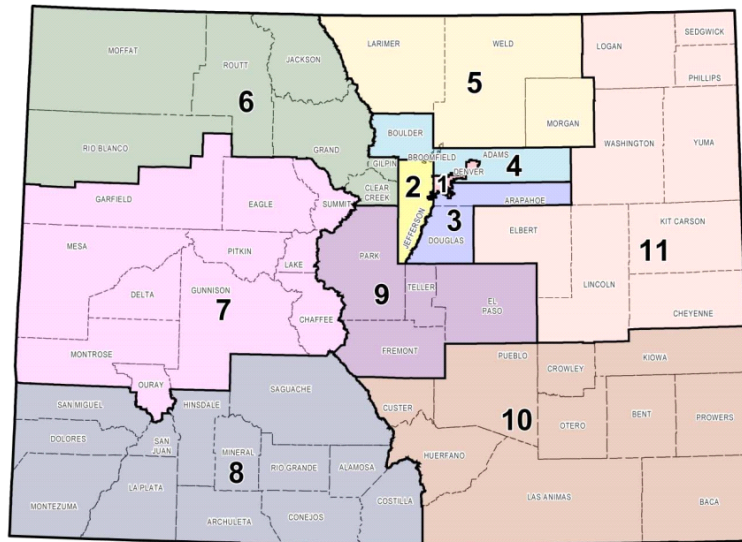 MOFFAT
ROUTT
JACKSON
LARIMER
WELD
LOGAN
SEDGWICK
PHILLIPS
6
5
RIO BLANCO
GRAND
BOULDER
MORGAN
WASHINGTON
YUMA
GILPIN
BROOMFIELD
ADAMS
4
DENVER
1
CLEAR
CREEK
2
GARFIELD
EAGLE
SUMMIT
JEFFERSON
3
ARAPAHOE
DOUGLAS
ELBERT
KIT CARSON
11
MESA
PITKIN
LAKE
PARK
LINCOLN
DELTA
GUNNISON
7
9
TELLER
EL
PASO
CHEYENNE
CHAFFEE
MONTROSE
FREMONT
PUEBLO
CROWLEY
KIOWA
OURAY
SAGUACHE
SAN MIGUEL
HINSDALE
CUSTER
10
OTERO
BENT
PROWERS
DOLORES
SAN
JUAN
MINERAL
8
RIO GRANDE
ALAMOSA
HUERFANO
LA PLATA
COSTILLA
LAS ANIMAS
BACA
MONTEZUMA
ARCHULETA
CONEJOS